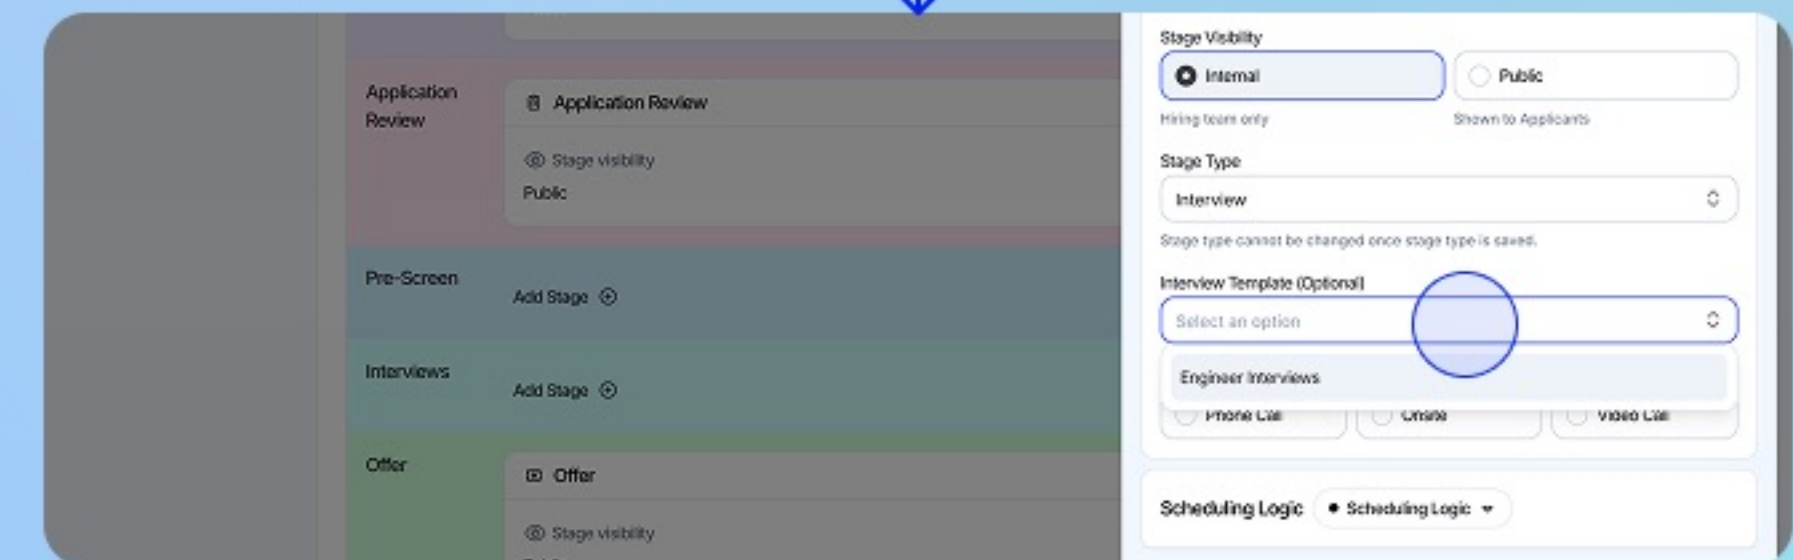 Application
Review
Application Review
Stage visibility
Public
Pre-Screen
Add Stage
Interviews
Add Stage
Offer
Offer
Stage visibility
Stage Visibility
Internal
Public
Hiring team only
Shown to Applicants
Stage Type
Interview
Stage type cannot be changed once stage type is saved.
Interview Template (Optional)
Select an option
Engineer Interviews
Phone Call
Onsite
Video Call
Scheduling Logic
Scheduling Logic